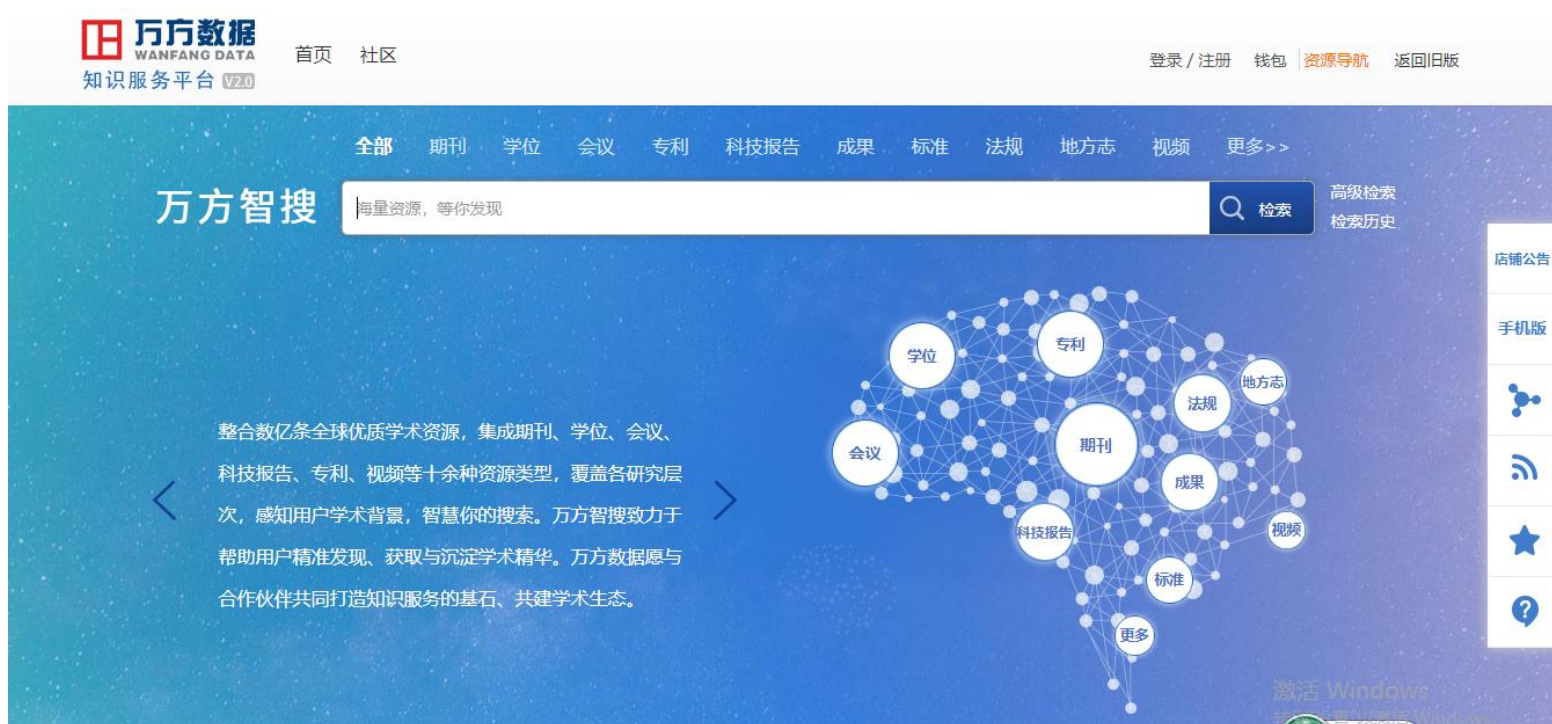 万方数据
WANFANG DATA
知识服务平台 V2.0
首页 社区
登录 / 注册 钱包 资源导航 返回旧版
全部 期刊 学位 会议 专利 科技报告 成果 标准 法规 地方志 视频 更多>>
万方智搜
海量资源，等你发现
检索
高级检索
检索历史
店铺公告
手机版
整合数亿条全球优质学术资源，集成期刊、学位、会议、
科技报告、专利、视频等十余种资源类型，覆盖各研究层
次，感知用户学术背景，智慧你的搜索。万方智搜致力于
帮助用户精准发现、获取与沉淀学术精华。万方数据愿与
合作伙伴共同打造知识服务的基石、共建学术生态。
学位
专利
地方志
法规
期刊
会议
成果
科技报告
视频
标准
更多
激活 Windows